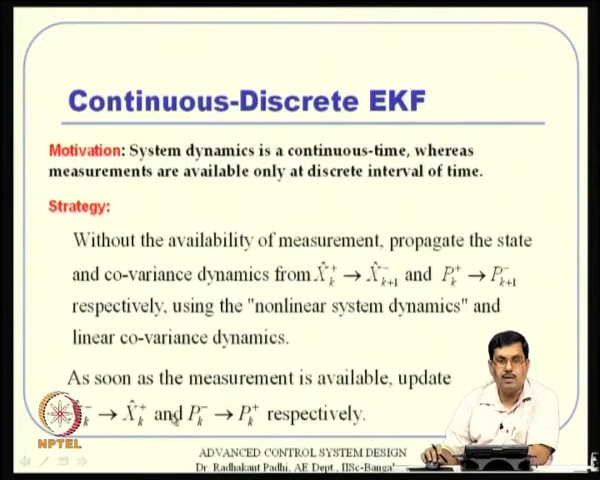 Continuous-Discrete EKF
Motivation: System dynamics is a continuous-time, whereas
measurements are available only at discrete interval of time.
Strategy:
Without the availability of measurement, propagate the state
and co-variance dynamics from X̂ₖ⁺ → X̂ₖ₊₁⁻ and Pₖ⁺ → Pₖ₊₁⁻
respectively, using the "nonlinear system dynamics" and
linear co-variance dynamics.
As soon as the measurement is available, update
ₖ⁻ → X̂ₖ⁺ and Pₖ⁻ → Pₖ⁺ respectively.
NPTEL
ADVANCED CONTROL SYSTEM DESIGN
Dr. Radhakant Padhi, AE Dept., IISc-Banga